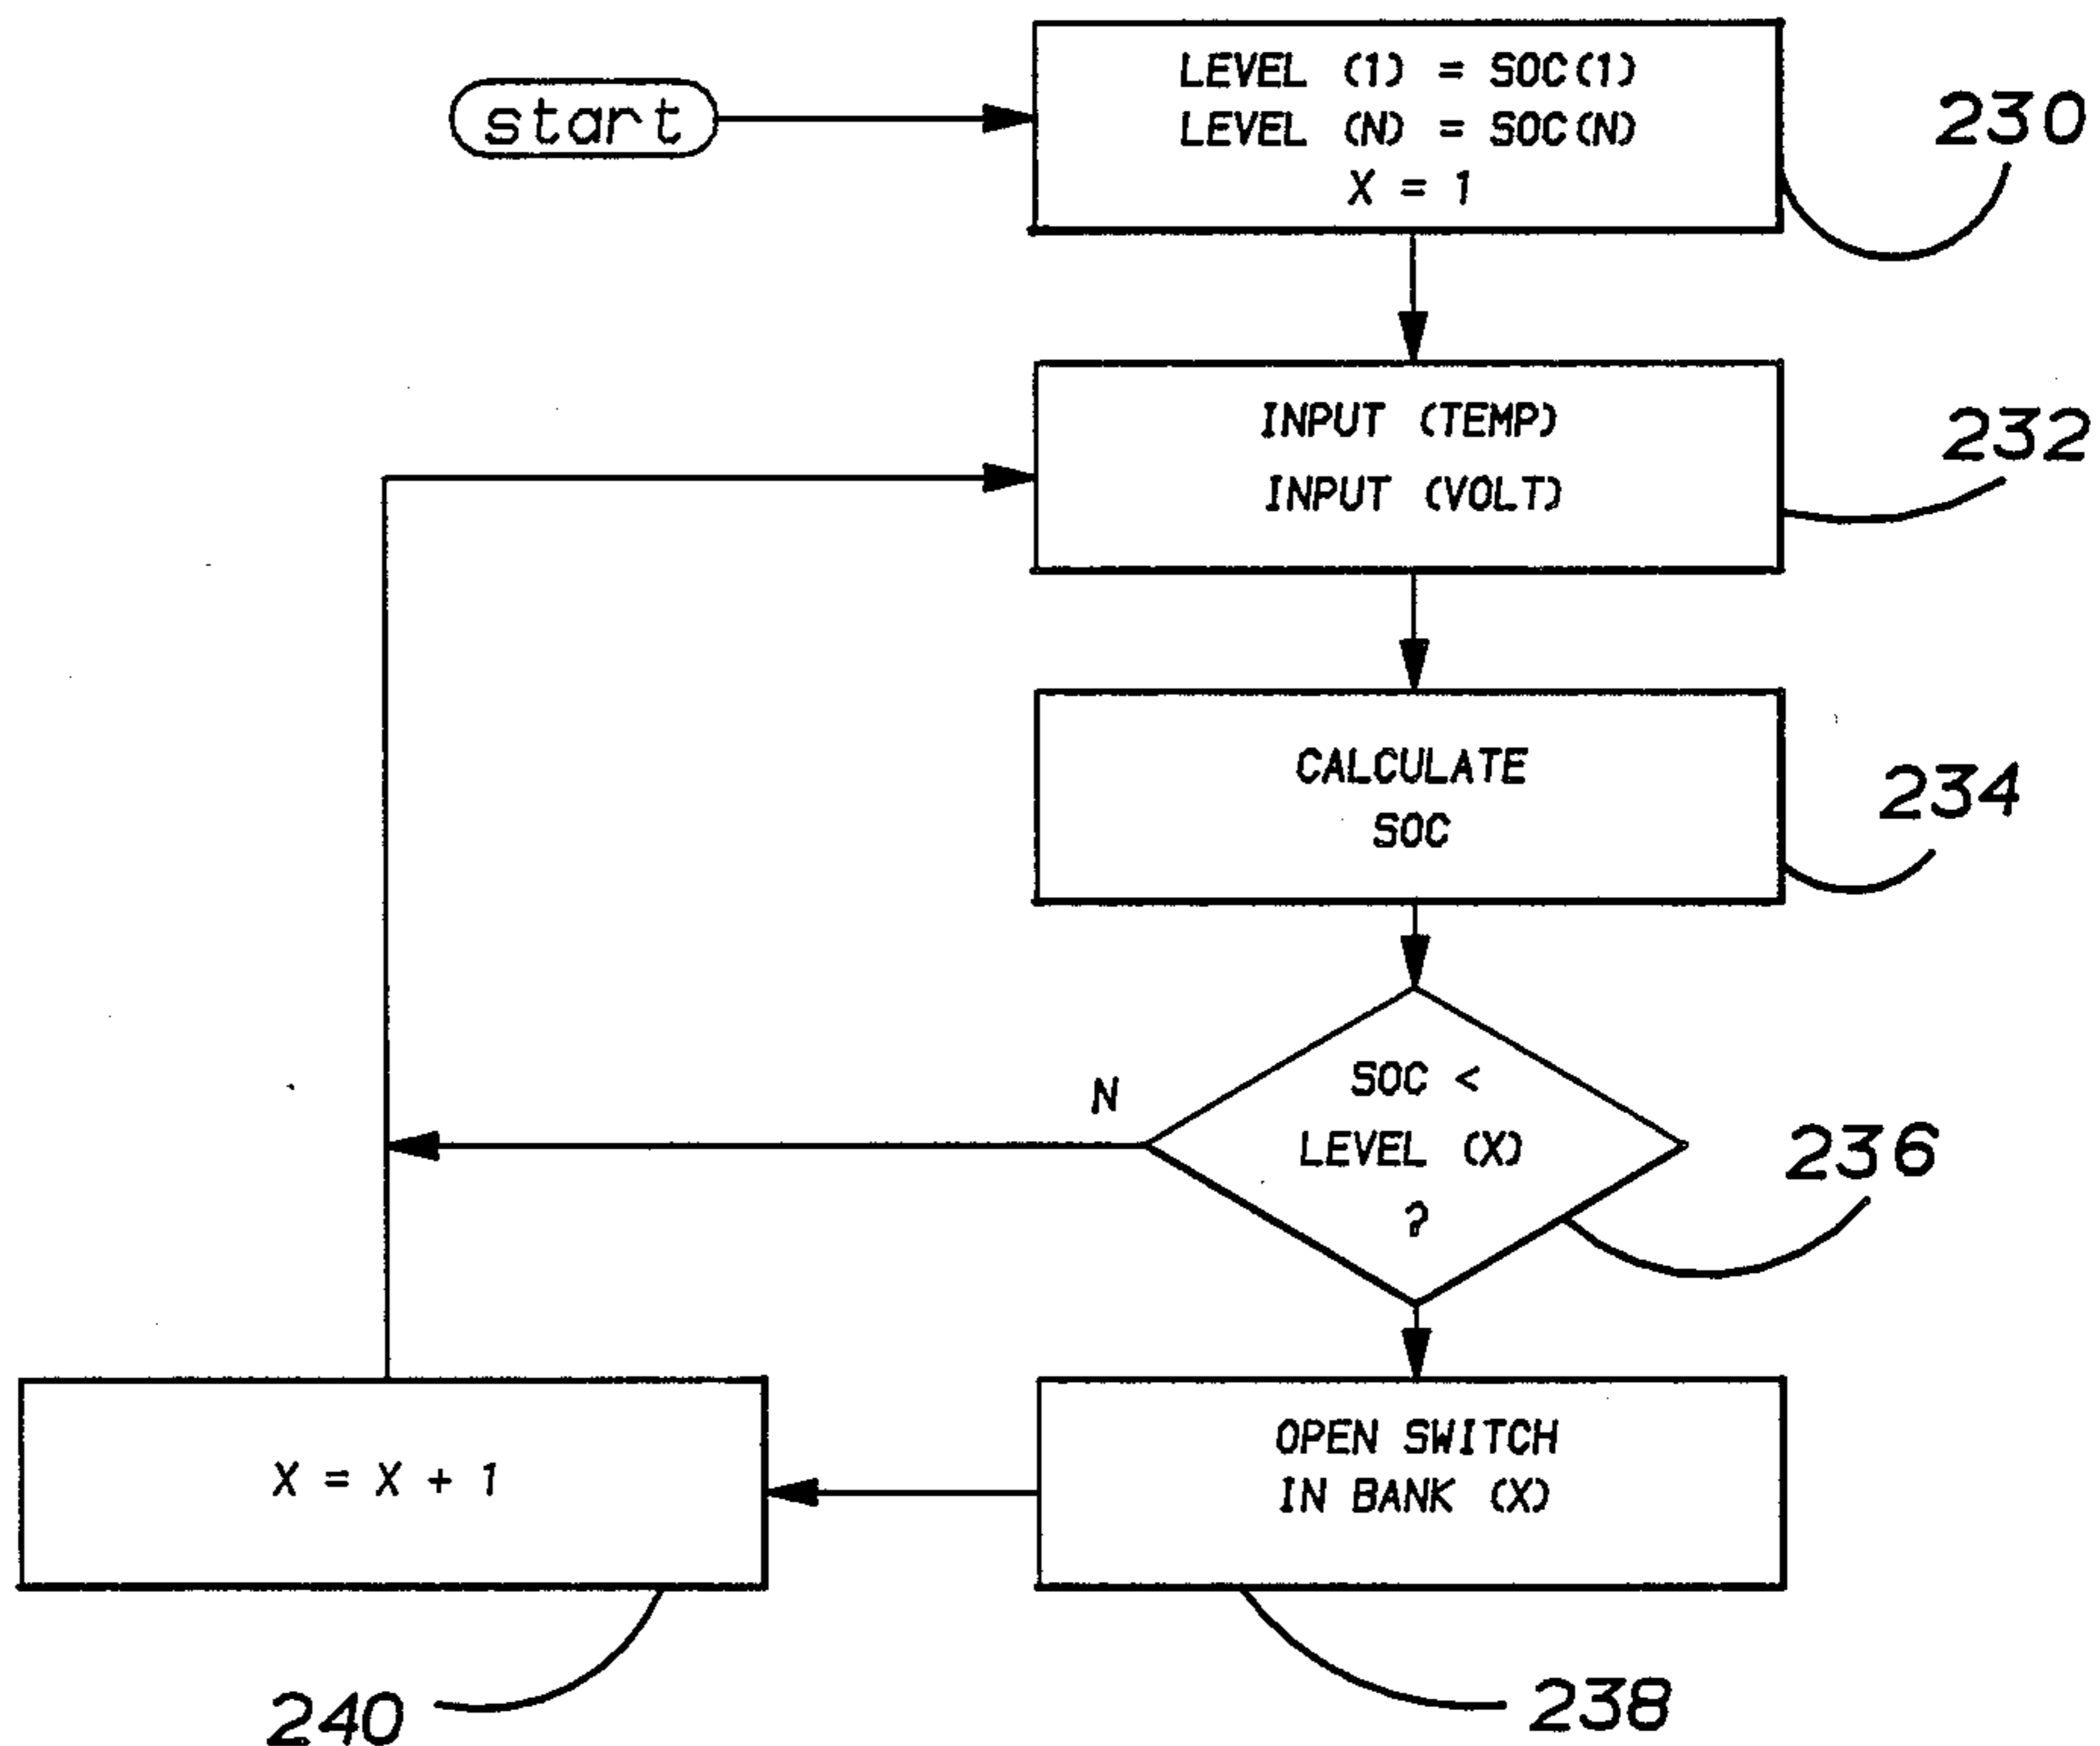 start
LEVEL (1) = SOC(1)
LEVEL (N) = SOC(N)
X = 1
230
INPUT (TEMP)
INPUT (VOLT)
232
CALCULATE
SOC
234
SOC <
LEVEL (X)
?
N
236
OPEN SWITCH
IN BANK (X)
238
X = X + 1
240